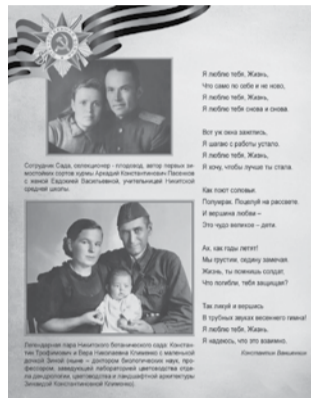 Сотрудник Сада, селекционер - плодовод, автор первых зи-
мостойких сортов хурмы Аркадий Константинович Пасенков
с женой Евдокией Васильевной, учительницей Никитской
средней школы.
Легендарная пара Никитского ботанического сада: Констан-
тин Трофимович и Вера Николаевна Клименко с маленькой
дочкой Зиной (ныне – доктором биологических наук, про-
фессором, заведующей лабораторией цветоводства отде-
ла дендрологии, цветоводства и ландшафтной архитектуры
Зинаидой Константиновной Клименко).
Я люблю тебя, Жизнь,
Что само по себе и не ново,
Я люблю тебя, Жизнь,
Я люблю тебя снова и снова.
Вот уж окна зажглись,
Я шагаю с работы устало.
Я люблю тебя, Жизнь,
Я хочу, чтобы лучше ты стала.
Как поют соловьи,
Полумрак. Поцелуй на рассвете.
И вершина любви –
Это чудо великое – дети.
Ах, как годы летят!
Мы грустим, седину замечая.
Жизнь, ты помнишь солдат,
Что погибли, тебя защищая?
Так ликуй и вершись
В трубных звуках весеннего гимна!
Я люблю тебя, Жизнь,
Я надеюсь, что это взаимно.
Константин Ваншенкин